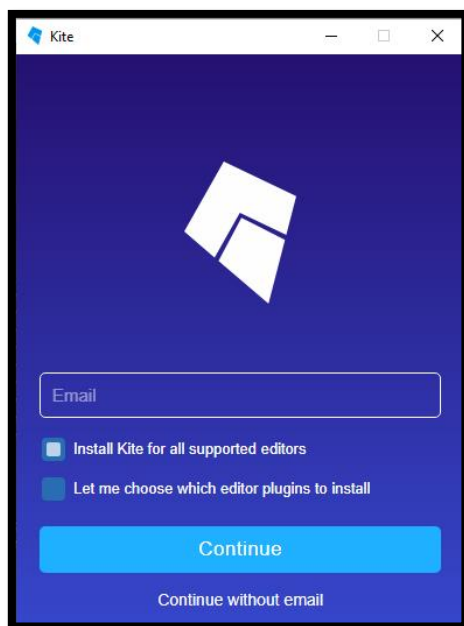 Kite
Email
Install Kite for all supported editors
Let me choose which editor plugins to install
Continue
Continue without email